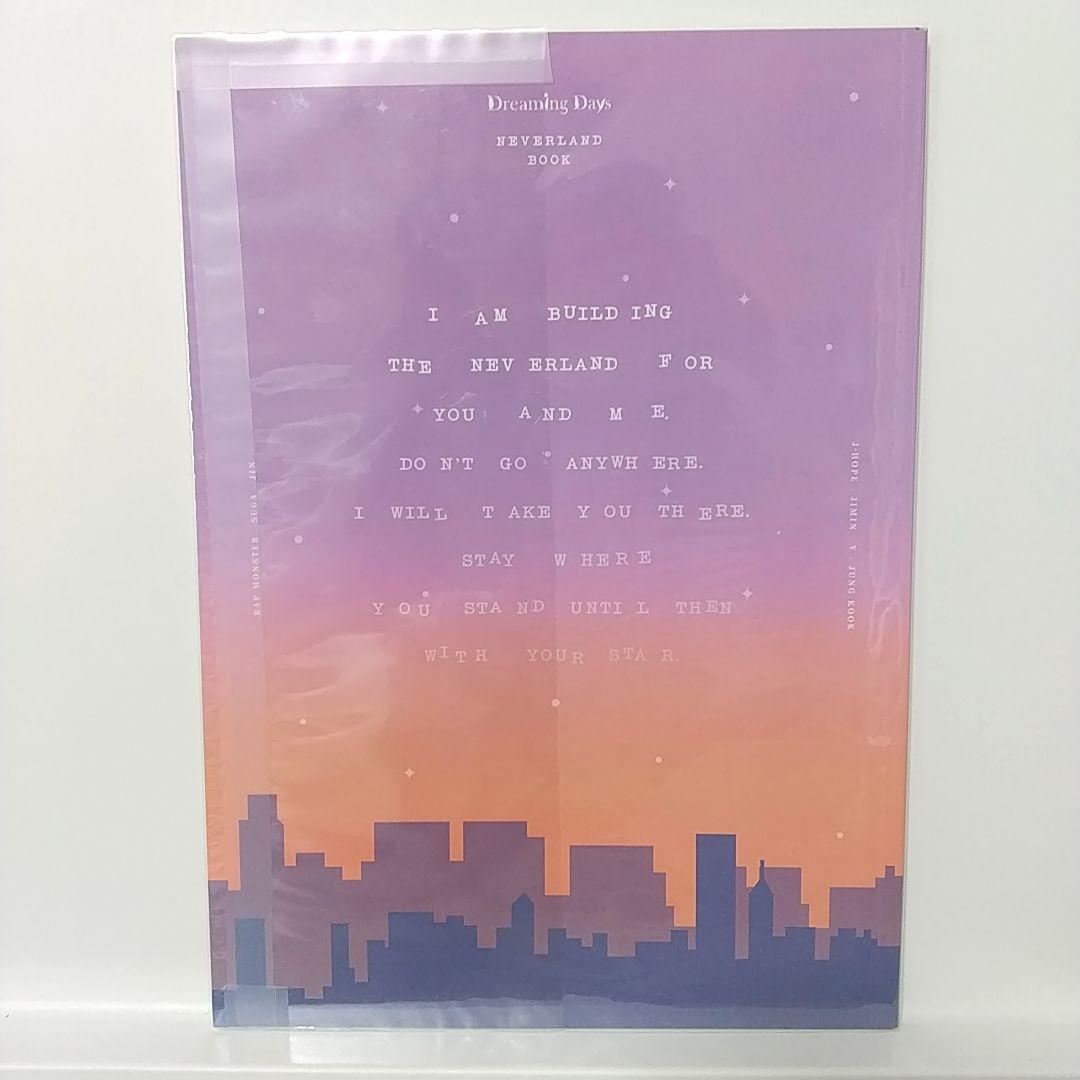 Dreaming Days
NEVERLAND
BOOK
I AM BUILDING
THE NEVERLAND FOR
YOU AND ME.
DON'T GO ANYWHERE.
I WILL TAKE YOU THERE.
STAY WHERE
YOU STAND UNTIL THEN
WITH YOUR STAR.
RAP MONSTER SUGA JIN
J-HOPE JIMIN V JUNG KOOK